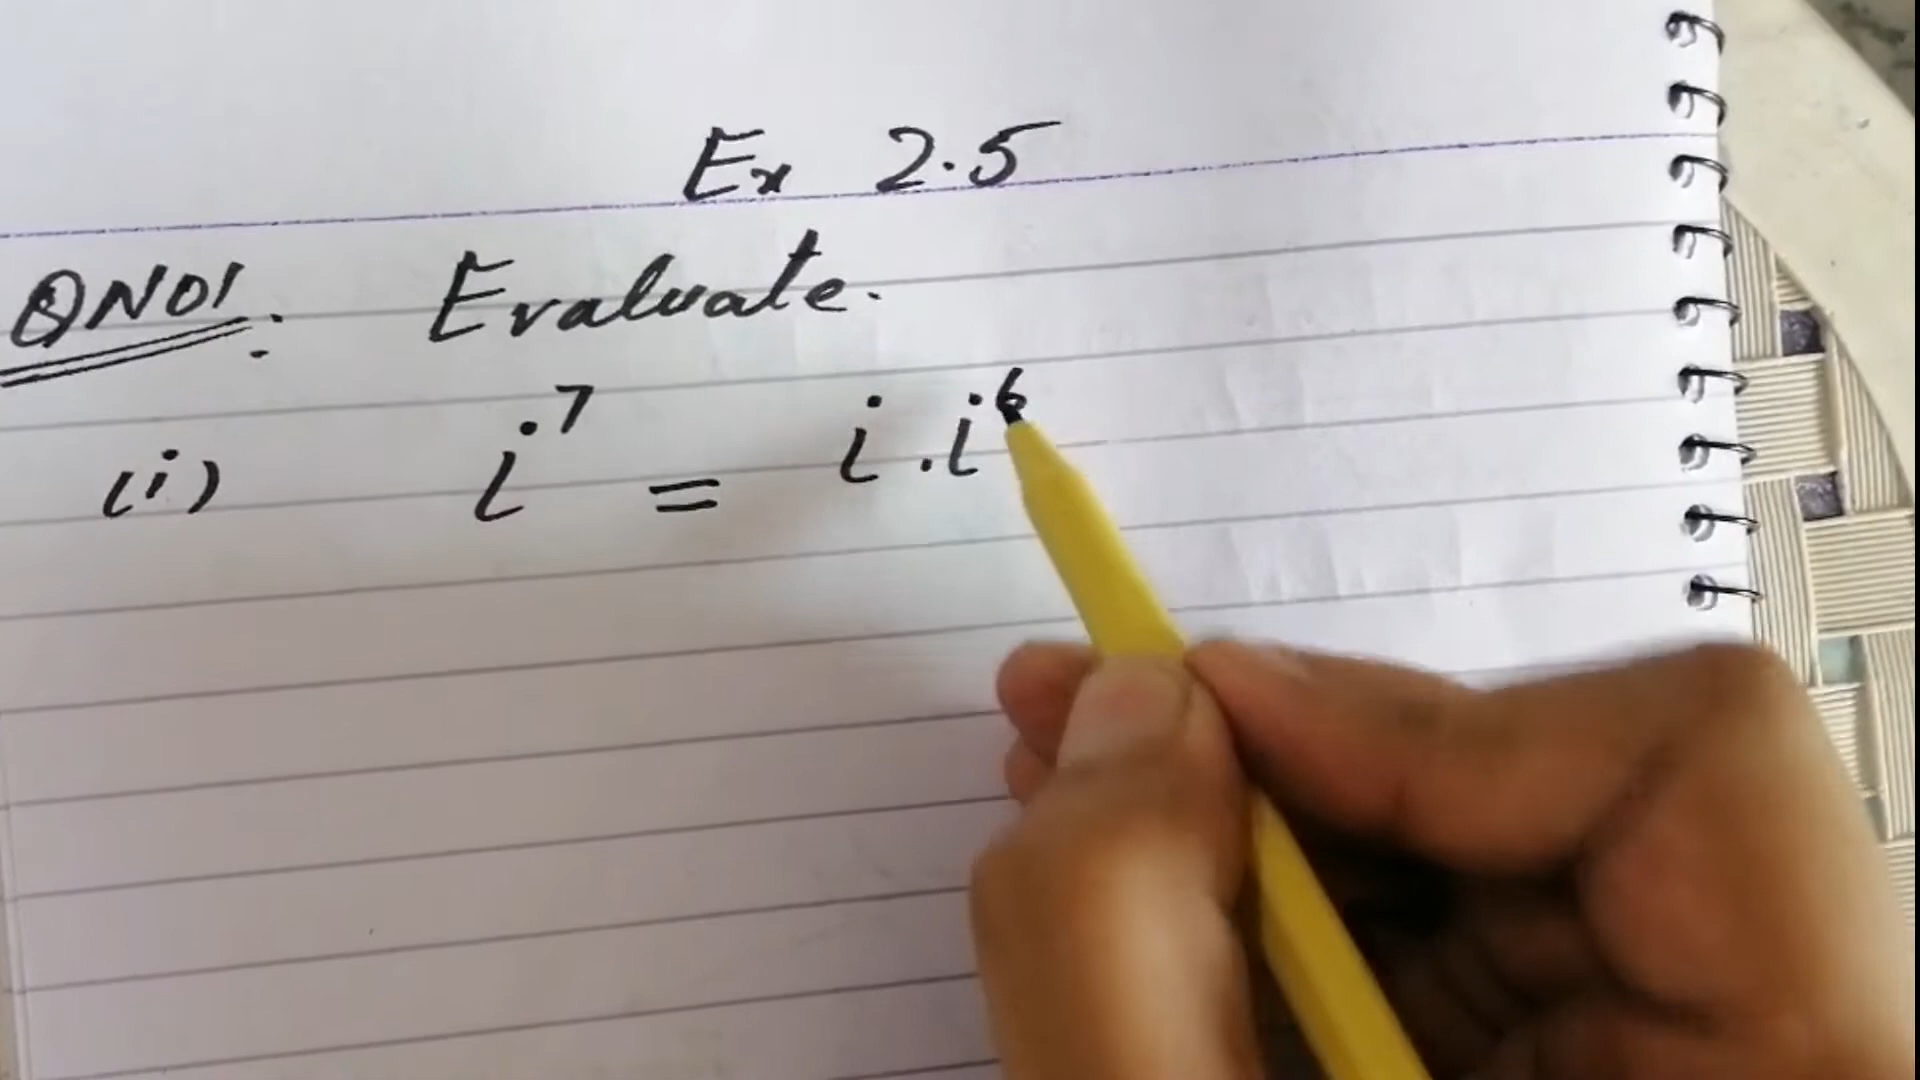 Ex 2.5
QNO1: Evaluate.
(i) i⁷ = i.i⁶